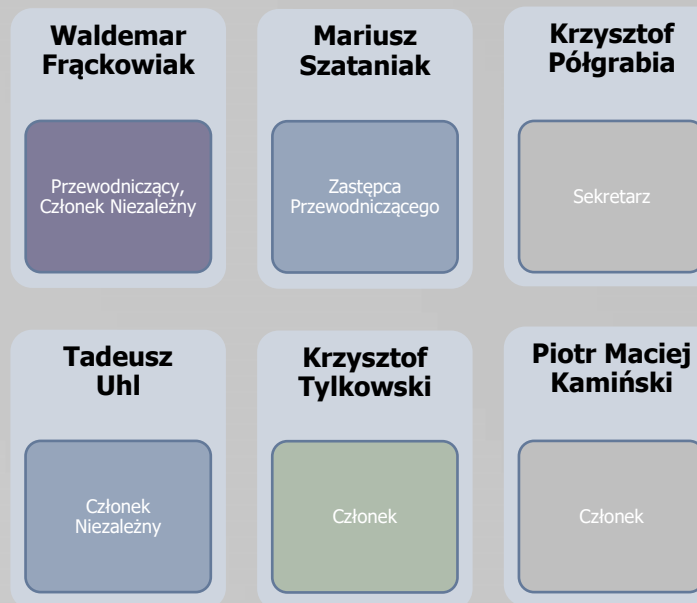 Waldemar
Frąckowiak
Przewodniczący,
Członek Niezależny
Mariusz
Szataniak
Zastępca
Przewodniczącego
Krzysztof
Półgrabia
Sekretarz
Tadeusz
Uhl
Członek
Niezależny
Krzysztof
Tylkowski
Członek
Piotr Maciej
Kamiński
Członek